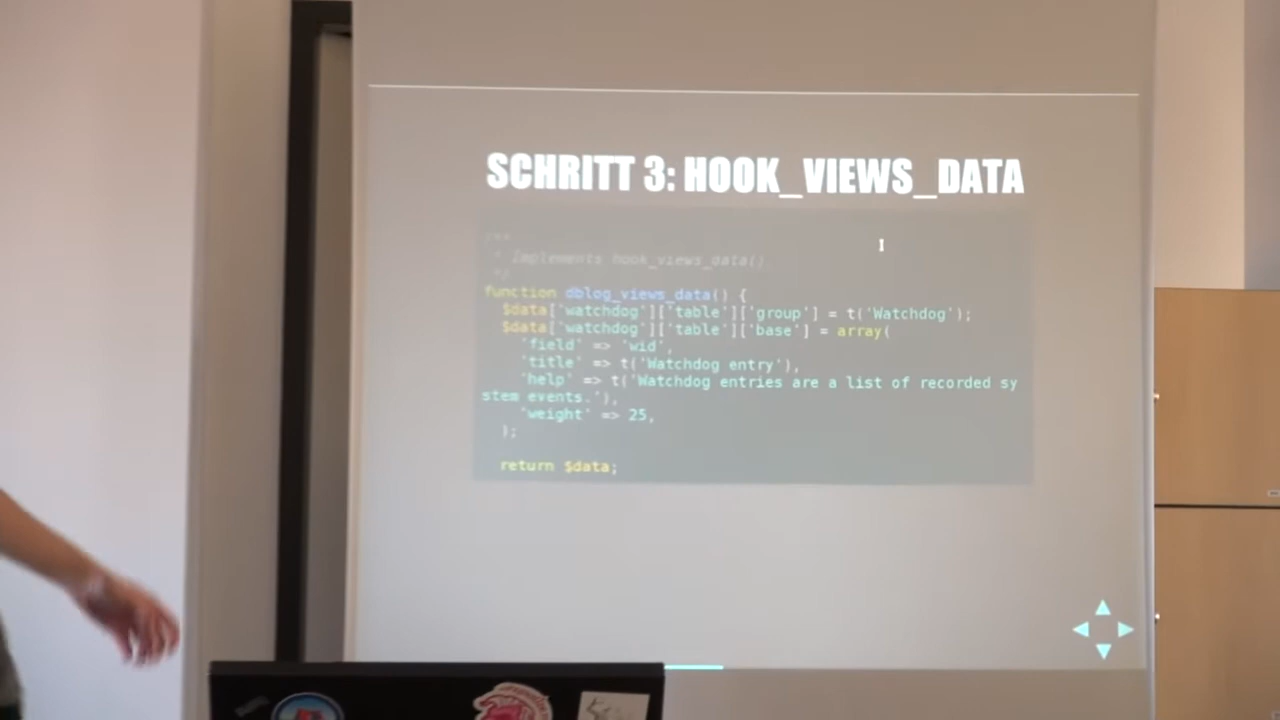 SCHRITT 3: HOOK_VIEWS_DATA
/**
* Implements hook_views_data().
*/
function dblog_views_data() {
$data['watchdog']['table']['group'] = t('Watchdog');
$data['watchdog']['table']['base'] = array(
'field' => 'wid',
'title' => t('Watchdog entry'),
'help' => t('Watchdog entries are a list of recorded sy
stem events.'),
'weight' => 25,
);
return $data;